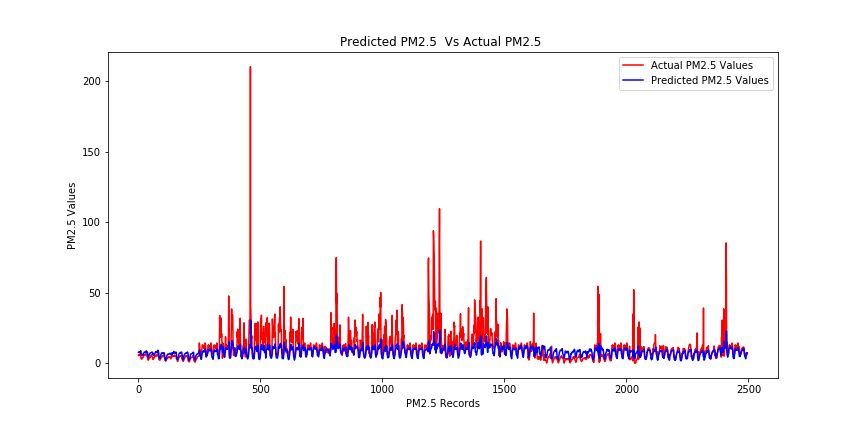 Predicted PM2.5  Vs Actual PM2.5
Actual PM2.5 Values
Predicted PM2.5 Values
200
150
100
50
0
PM2.5 Values
0 500 1000 1500 2000 2500
PM2.5 Records